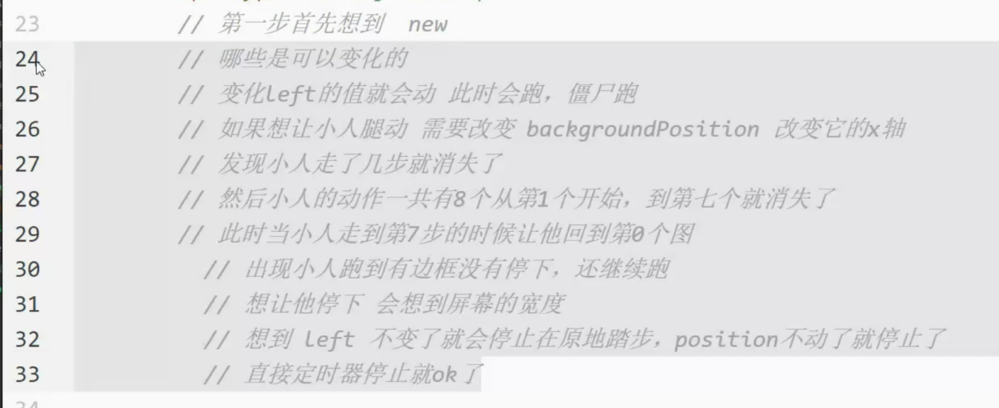 23 // 第一步首先想到 new
24 // 哪些是可以变化的
25 // 变化left的值就会动 此时会跑，僵尸跑
26 // 如果想让小人腿动 需要改变 backgroundPosition 改变它的x轴
27 // 发现小人走了几步就消失了
28 // 然后小人的动作一共有8个从第1个开始，到第七个就消失了
29 // 此时当小人走到第7步的时候让他回到第0个图
30 // 出现小人跑到有边框没有停下，还继续跑
31 // 想让他停下 会想到屏幕的宽度
32 // 想到 left 不变了就会停止在原地踏步，position不动了就停止了
33 // 直接定时器停止就ok了